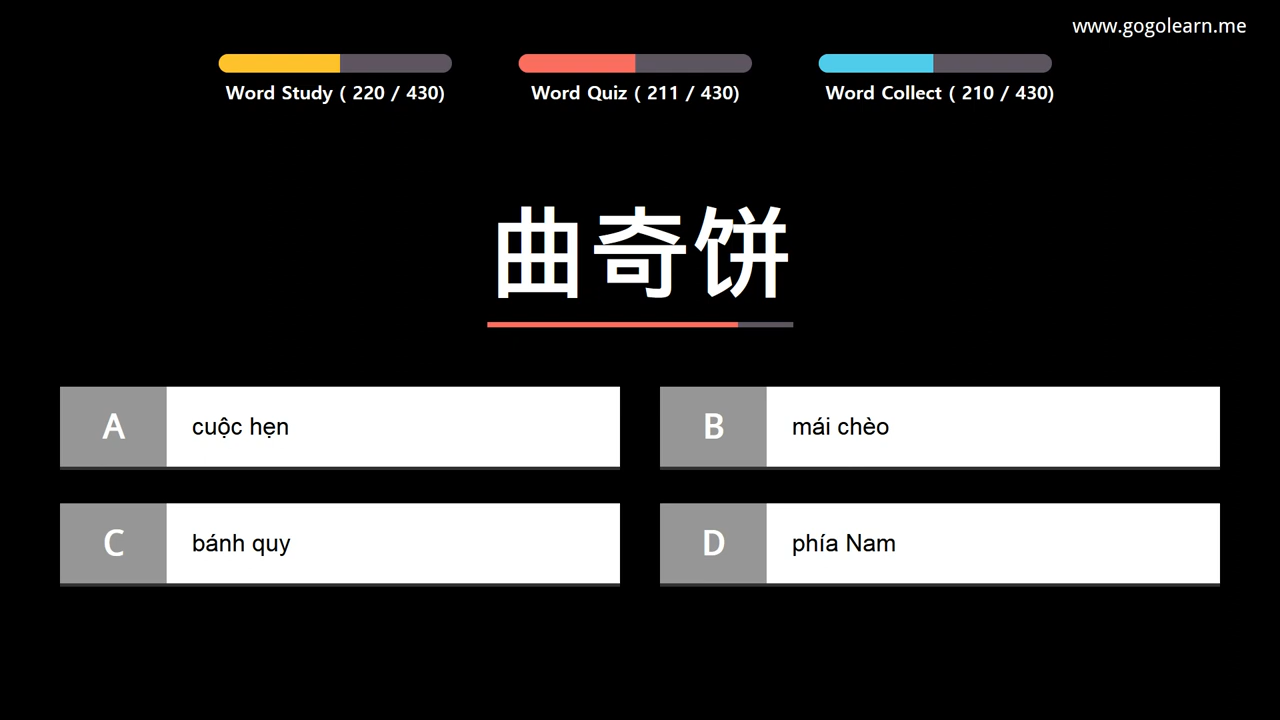 www.gogolearn.me
Word Study ( 220 / 430)
Word Quiz ( 211 / 430)
Word Collect ( 210 / 430)
曲奇饼
A
cuộc hẹn
B
mái chèo
C
bánh quy
D
phía Nam